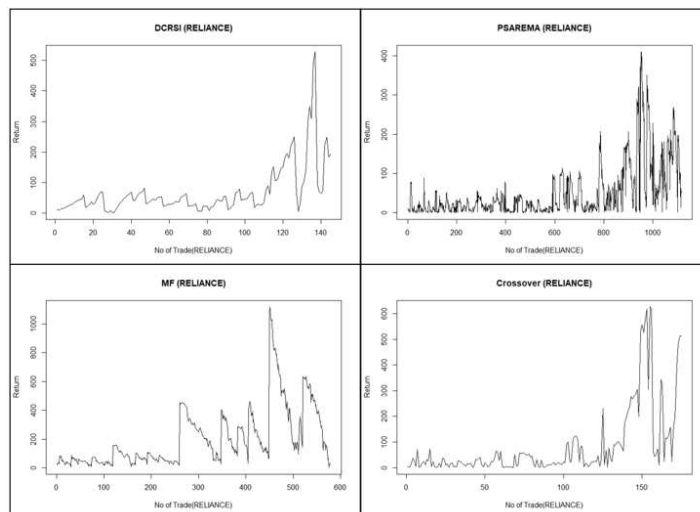 DCRSI (RELIANCE)
Return
0 100 200 300 400 500
0 20 40 60 80 100 120 140
No of Trade(RELIANCE)
PSAREMA (RELIANCE)
Return
0 100 200 300 400
0 200 400 600 800 1000
No of Trade(RELIANCE)
MF (RELIANCE)
Return
0 200 400 600 800 1000
0 100 200 300 400 500 600
No of Trade(RELIANCE)
Crossover (RELIANCE)
Return
0 100 200 300 400 500 600
0 50 100 150
No of Trade(RELIANCE)